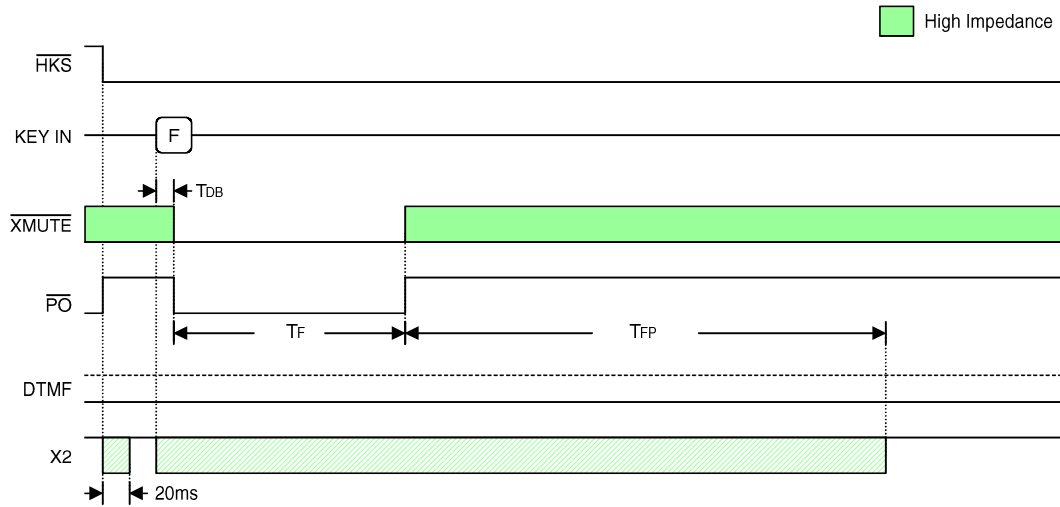 High Impedance
HKS
KEY IN
F
TDB
XMUTE
PO
TF
TFP
DTMF
X2
20ms